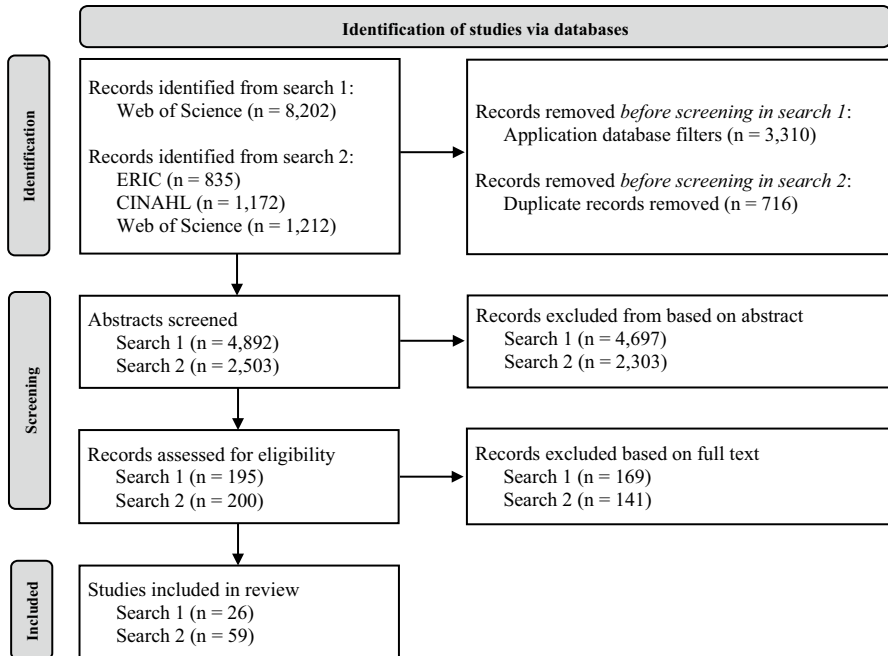 Identification of studies via databases
Identification
Records identified from search 1:
Web of Science (n = 8,202)
Records identified from search 2:
ERIC (n = 835)
CINAHL (n = 1,172)
Web of Science (n = 1,212)
Records removed before screening in search 1:
Application database filters (n = 3,310)
Records removed before screening in search 2:
Duplicate records removed (n = 716)
Screening
Abstracts screened
Search 1 (n = 4,892)
Search 2 (n = 2,503)
Records excluded from based on abstract
Search 1 (n = 4,697)
Search 2 (n = 2,303)
Records assessed for eligibility
Search 1 (n = 195)
Search 2 (n = 200)
Records excluded based on full text
Search 1 (n = 169)
Search 2 (n = 141)
Included
Studies included in review
Search 1 (n = 26)
Search 2 (n = 59)